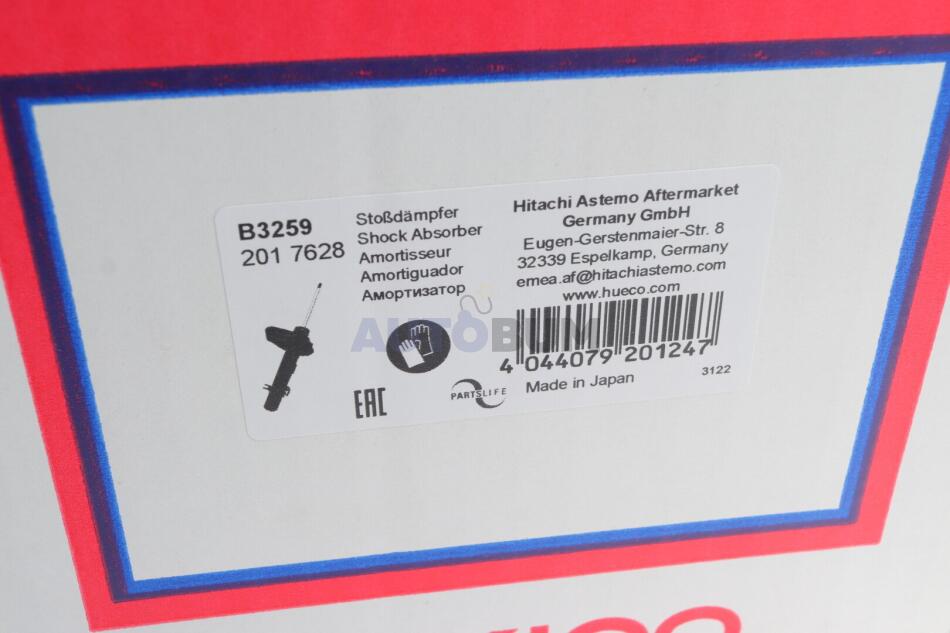 B3259
201 7628
Stoßdämpfer
Shock Absorber
Amortisseur
Amortiguador
Амортизатор
Hitachi Astemo Aftermarket
Germany GmbH
Eugen-Gerstenmaier-Str. 8
32339 Espelkamp, Germany
emea.af@hitachiastemo.com
www.hueco.com
AUTOBUM
4 044079 201247
EAC
PARTSLIFE
Made in Japan
3122